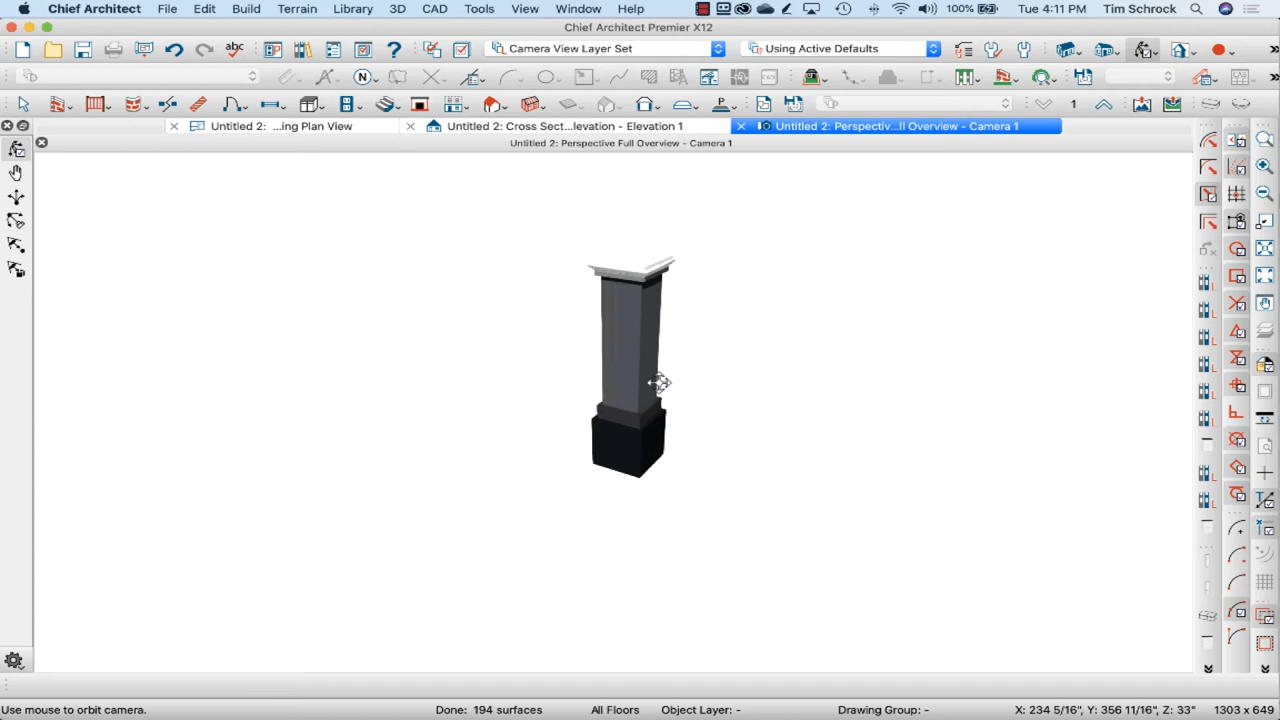 Chief Architect File Edit Build Terrain Library 3D CAD Tools View Window Help 100% Tue 4:11 PM Tim Schrock
Chief Architect Premier X12
Camera View Layer Set Using Active Defaults
N
P 1
Untitled 2: ...ing Plan View Untitled 2: Cross Sect...levation - Elevation 1 Untitled 2: Perspectiv...ll Overview - Camera 1
Untitled 2: Perspective Full Overview - Camera 1
Use mouse to orbit camera. Done: 194 surfaces All Floors Object Layer: - Drawing Group: - X: 234 5/16", Y: 356 11/16", Z: 33" 1303 x 649